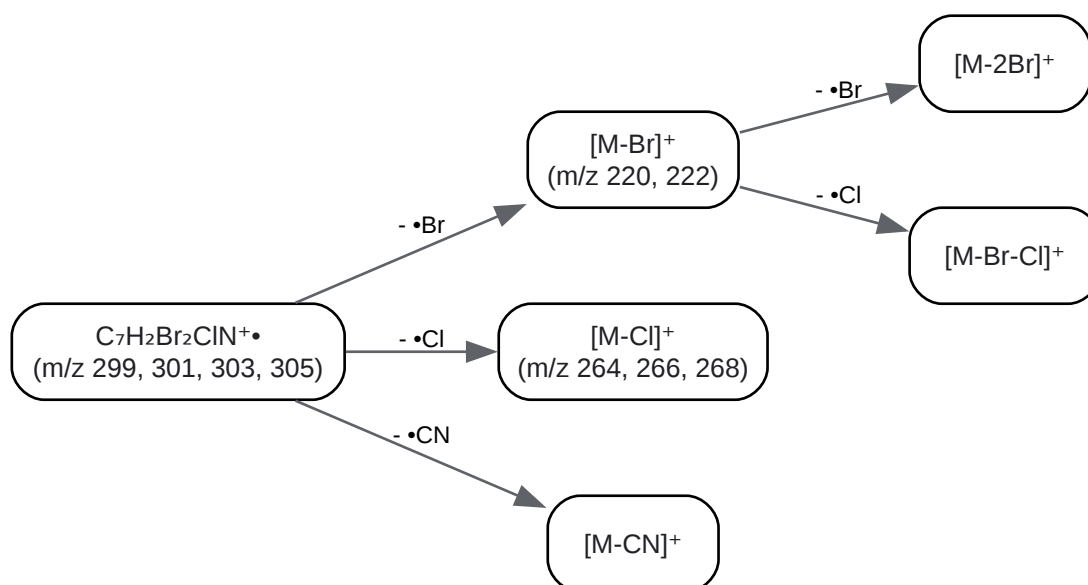 [M-2Br]⁺
- •Br
[M-Br]⁺
(m/z 220, 222)
- •Cl
- •Br
[M-Br-Cl]⁺
C₇H₂Br₂ClN⁺•
(m/z 299, 301, 303, 305)
- •Cl
[M-Cl]⁺
(m/z 264, 266, 268)
- •CN
[M-CN]⁺